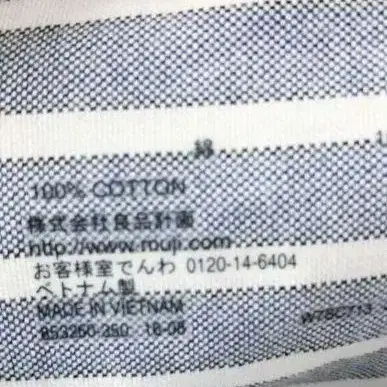 綿
100% COTTON
株式会社良品計画
http://www.muji.com
お客様室でんわ 0120-14-6404
ベトナム製
MADE IN VIETNAM
W78CT13